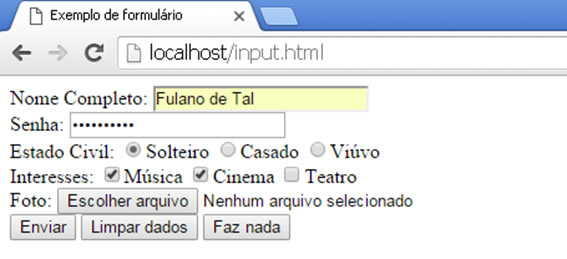 Exemplo de formulário
localhost/input.html
Nome Completo: Fulano de Tal
Senha: ••••••••••
Estado Civil: Solteiro Casado Viúvo
Interesses: Música Cinema Teatro
Foto: Escolher arquivo Nenhum arquivo selecionado
Enviar Limpar dados Faz nada